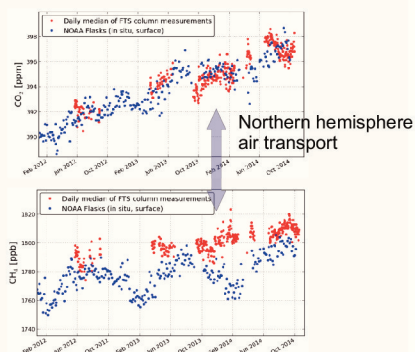 Daily median of FTS column measurements
NOAA Flasks (in situ, surface)
CO₂ [ppm]
398
396
394
392
390
Feb 2012
Jun 2012
Oct 2012
Feb 2013
Jun 2013
Oct 2013
Feb 2014
Jun 2014
Oct 2014
Northern hemisphere
air transport
Daily median of FTS column measurements
NOAA Flasks (in situ, surface)
CH₄ [ppb]
1820
1800
1780
1760
1740
Feb 2012
Jun 2012
Oct 2012
Feb 2013
Jun 2013
Oct 2013
Feb 2014
Jun 2014
Oct 2014